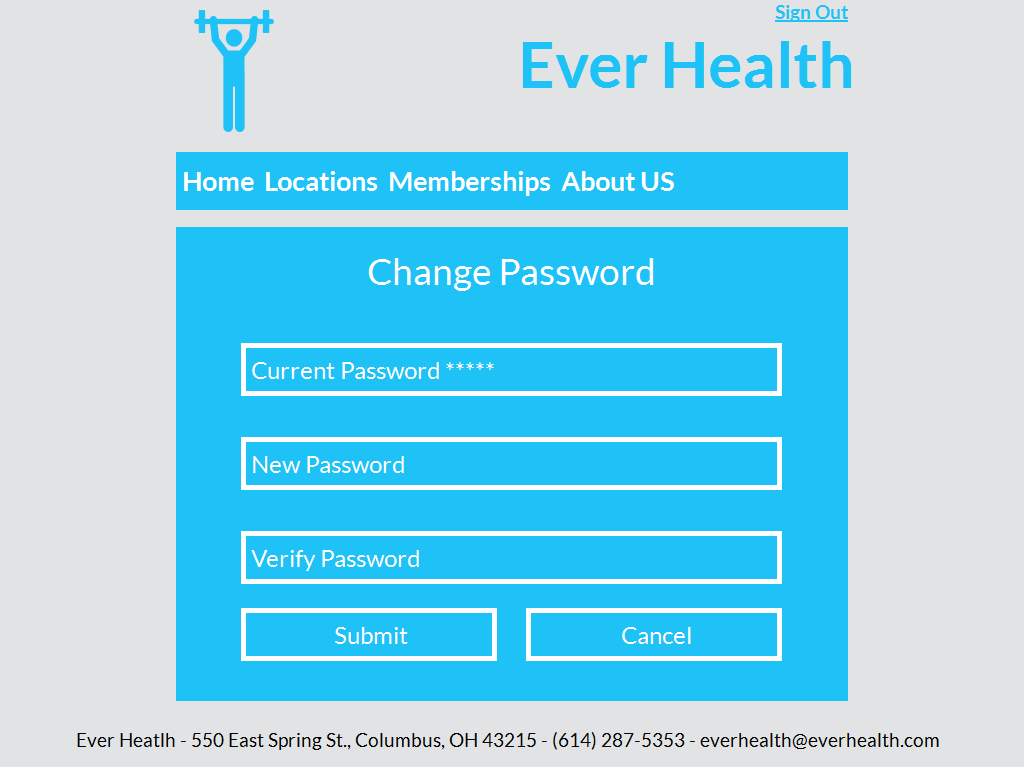 Sign Out
Ever Health
Home Locations Memberships About US
Change Password
Current Password *****
New Password
Verify Password
Submit Cancel
Ever Heatlh - 550 East Spring St., Columbus, OH 43215 - (614) 287-5353 - everhealth@everhealth.com